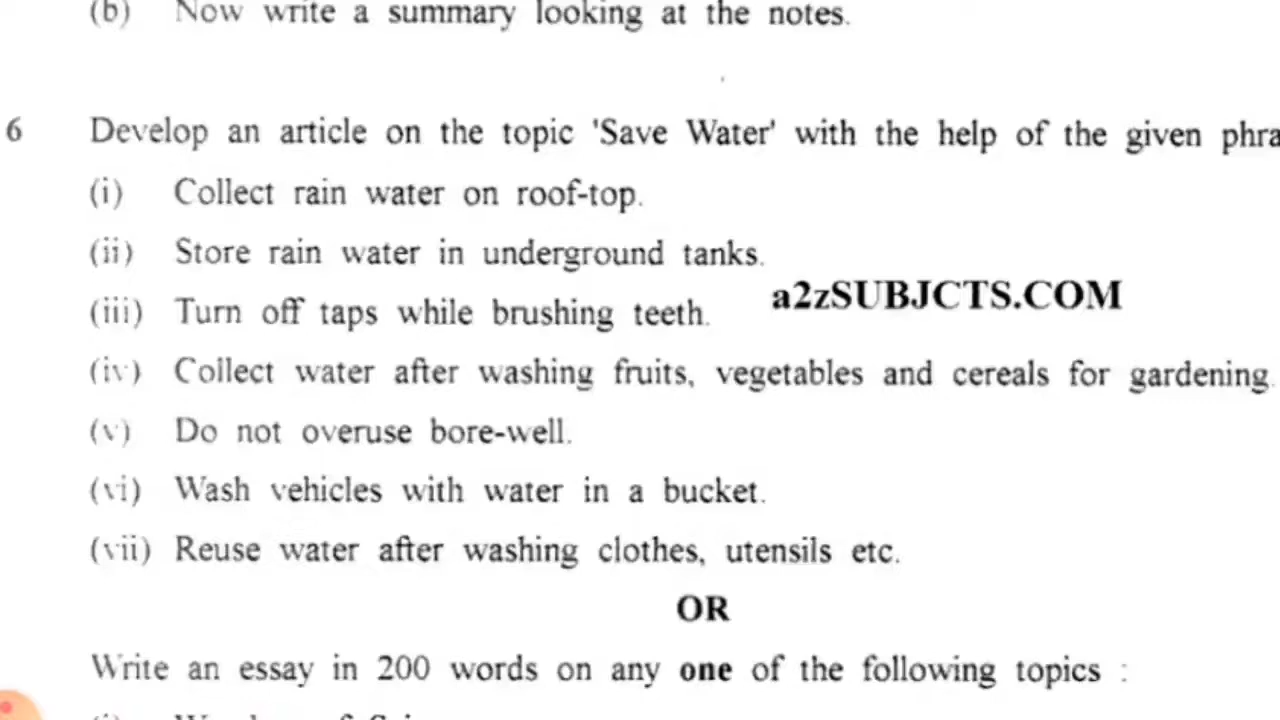 (b) Now write a summary looking at the notes.
6 Develop an article on the topic 'Save Water' with the help of the given
(i) Collect rain water on roof-top.
(ii) Store rain water in underground tanks.
a2zSUBJCTS.COM
(iii) Turn off taps while brushing teeth.
(iv) Collect water after washing fruits, vegetables and cereals for gardening.
(v) Do not overuse bore-well.
(vi) Wash vehicles with water in a bucket.
(vii) Reuse water after washing clothes, utensils etc.
OR
Write an essay in 200 words on any one of the following topics :